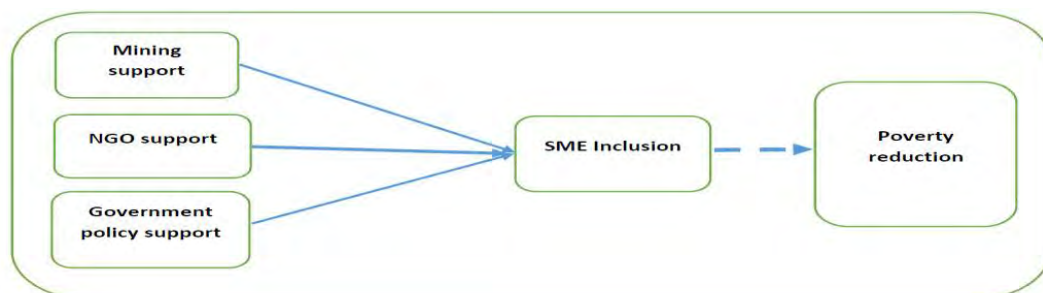 Mining
support
NGO support
Government
policy support
SME Inclusion
Poverty
reduction